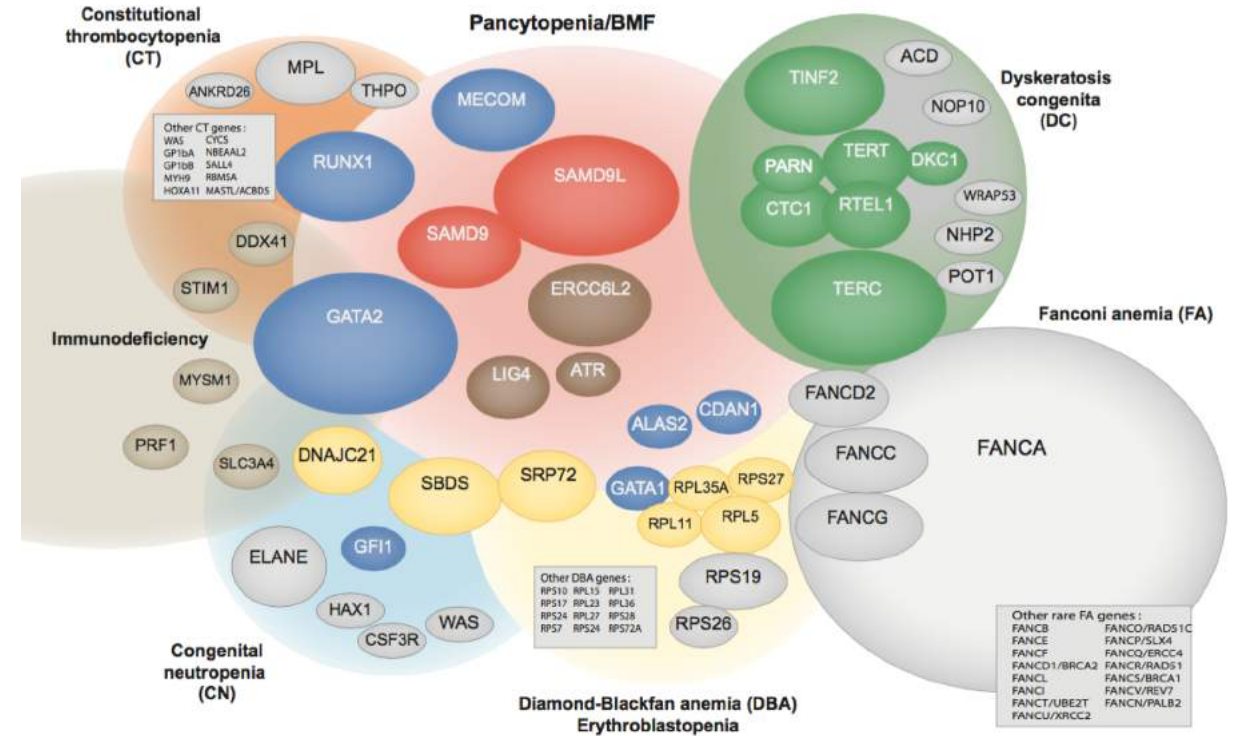 Constitutional
thrombocytopenia
(CT)
Pancytopenia/BMF
Dyskeratosis
congenita
(DC)
Fanconi anemia (FA)
Immunodeficiency
Congenital
neutropenia
(CN)
Diamond-Blackfan anemia (DBA)
Erythroblastopenia
MPL
ANKRD26
THPO
Other CT genes :
WAS CYCS
GP1bA NBEAAL2
GP1bB SALL4
MYH9 RBMSA
HOXA11 MASTL/ACBD5
RUNX1
MECOM
SAMD9L
SAMD9
DDX41
STIM1
GATA2
ERCC6L2
LIG4
ATR
TINF2
ACD
NOP10
PARN
TERT
DKC1
CTC1
RTEL1
WRAP53
NHP2
POT1
TERC
MYSM1
PRF1
SLC3A4
DNAJC21
SBDS
SRP72
ALAS2
CDAN1
GATA1
RPL35A
RPS27
RPL11
RPL5
RPS19
RPS26
FANCD2
FANCC
FANCG
FANCA
ELANE
GFI1
HAX1
CSF3R
WAS
Other DBA genes :
RPS10 RPL15 RPL31
RPS17 RPL23 RPL36
RPS24 RPL27 RPS28
RPS7 RPS24 RPS72A
Other rare FA genes :
FANCB FANCO/RAD51C
FANCE FANCP/SLX4
FANCF FANCQ/ERCC4
FANCD1/BRCA2 FANCR/RAD51
FANCL FANCS/BRCA1
FANCI FANCV/REV7
FANCT/UBE2T FANCN/PALB2
FANCU/XRCC2